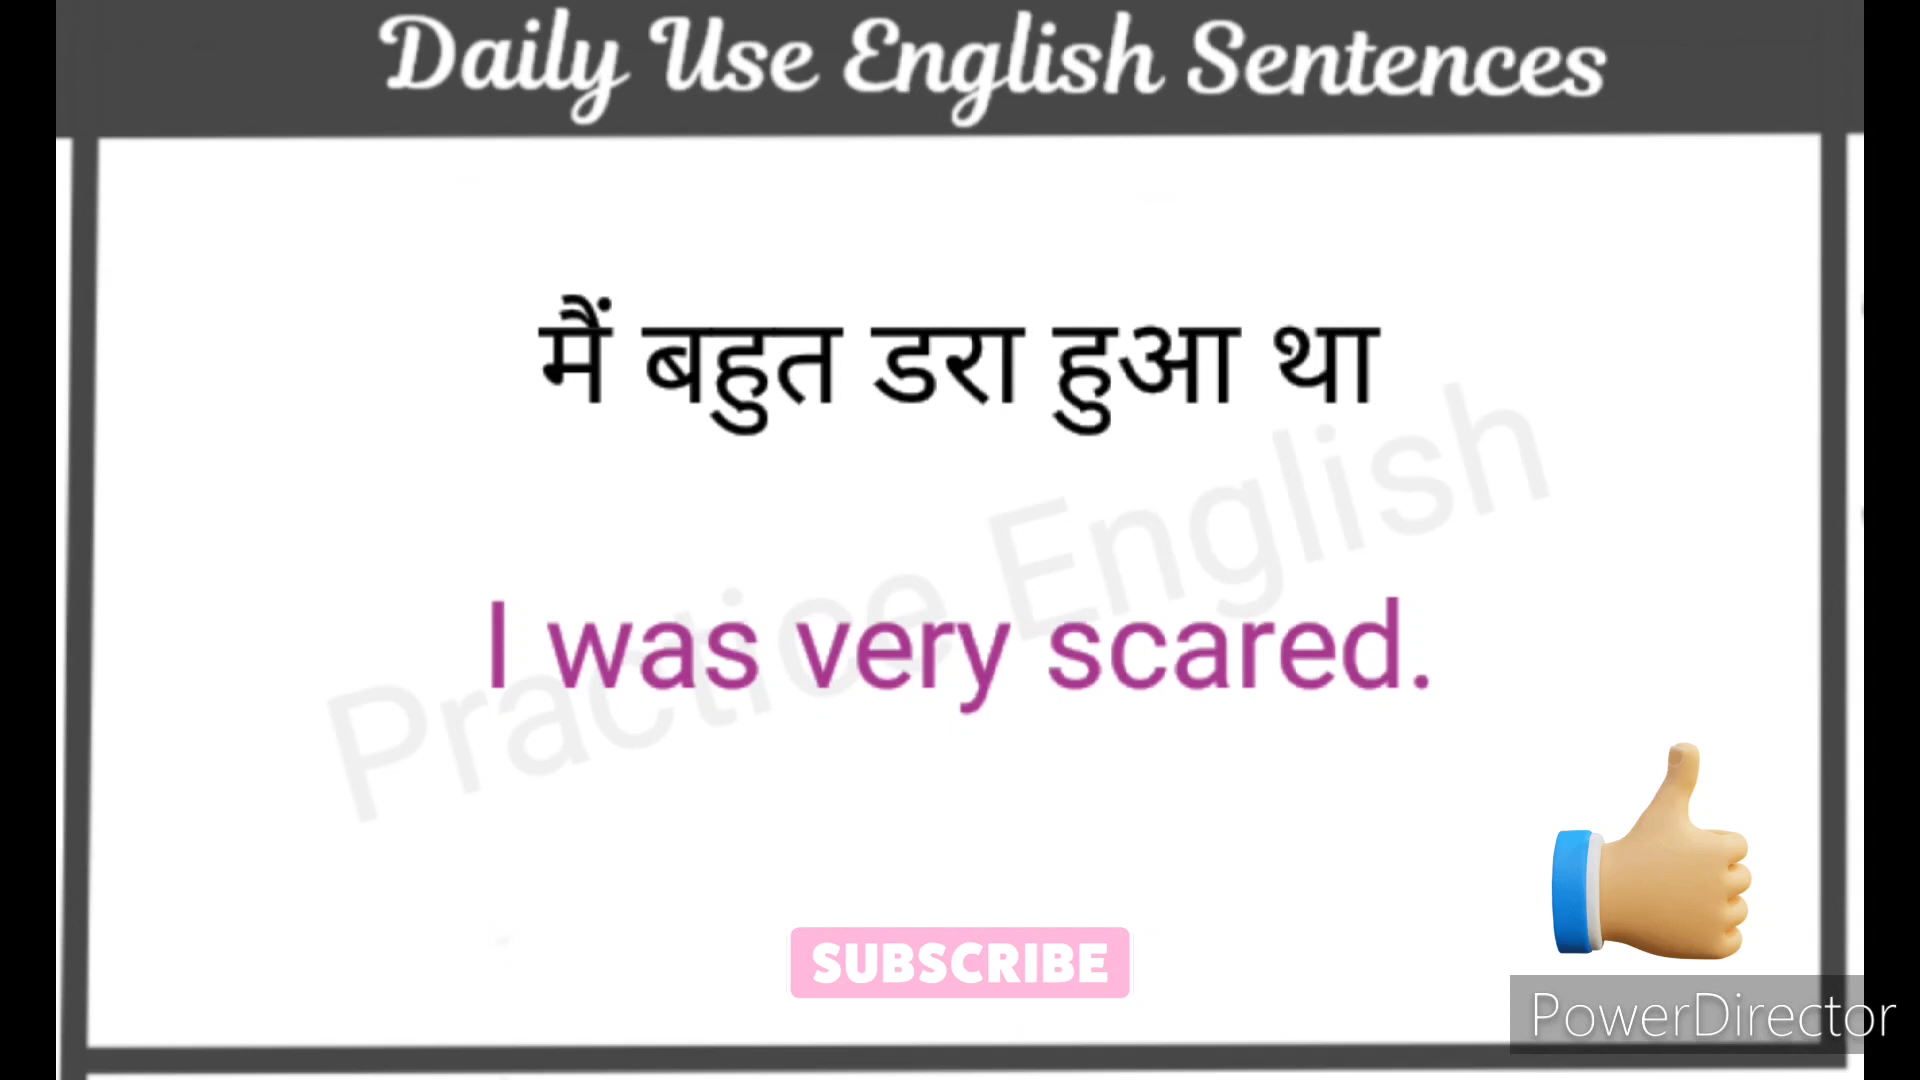 Daily Use English Sentences
मैं बहुत डरा हुआ था
Practice English
I was very scared.
SUBSCRIBE
PowerDirector